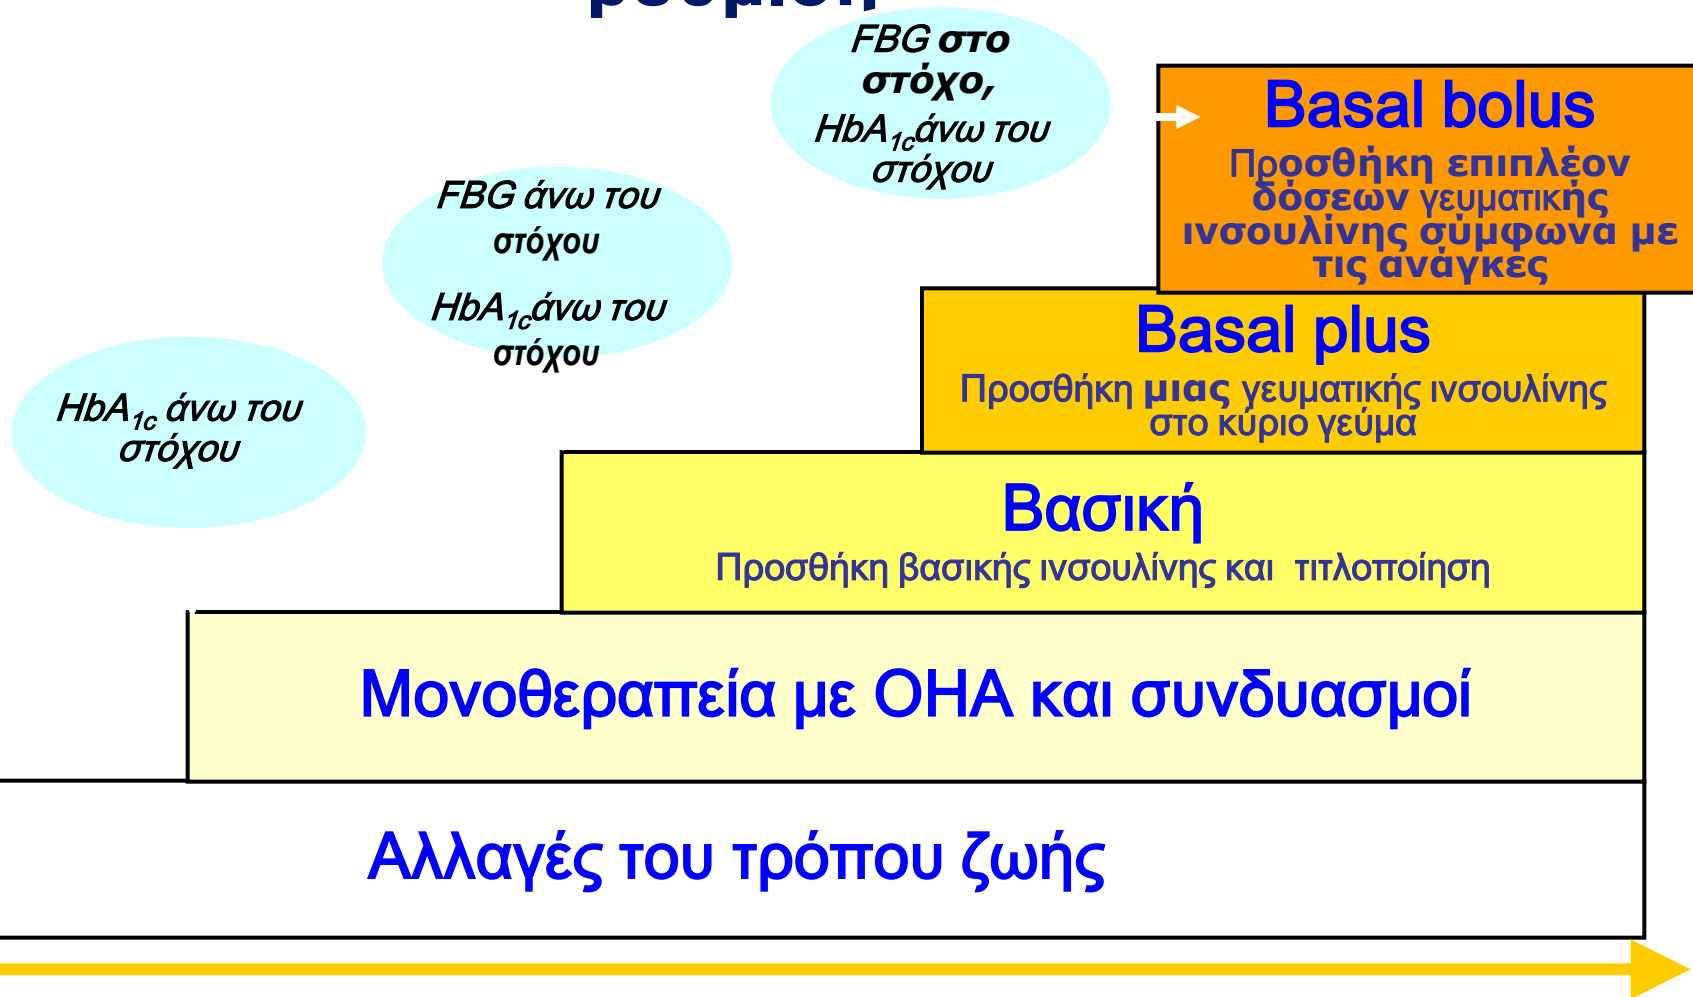 FBG στο
στόχο,
HbA1cάνω του
στόχου
Basal bolus
Προσθήκη επιπλέον
δόσεων γευματικής
ινσουλίνης σύμφωνα με
τις ανάγκες
FBG άνω του
στόχου
HbA1cάνω του
στόχου
Basal plus
Προσθήκη μιας γευματικής ινσουλίνης
στο κύριο γεύμα
HbA1c άνω του
στόχου
Βασική
Προσθήκη βασικής ινσουλίνης και τιτλοποίηση
Μονοθεραπεία με OHA και συνδυασμοί
Αλλαγές του τρόπου ζωής